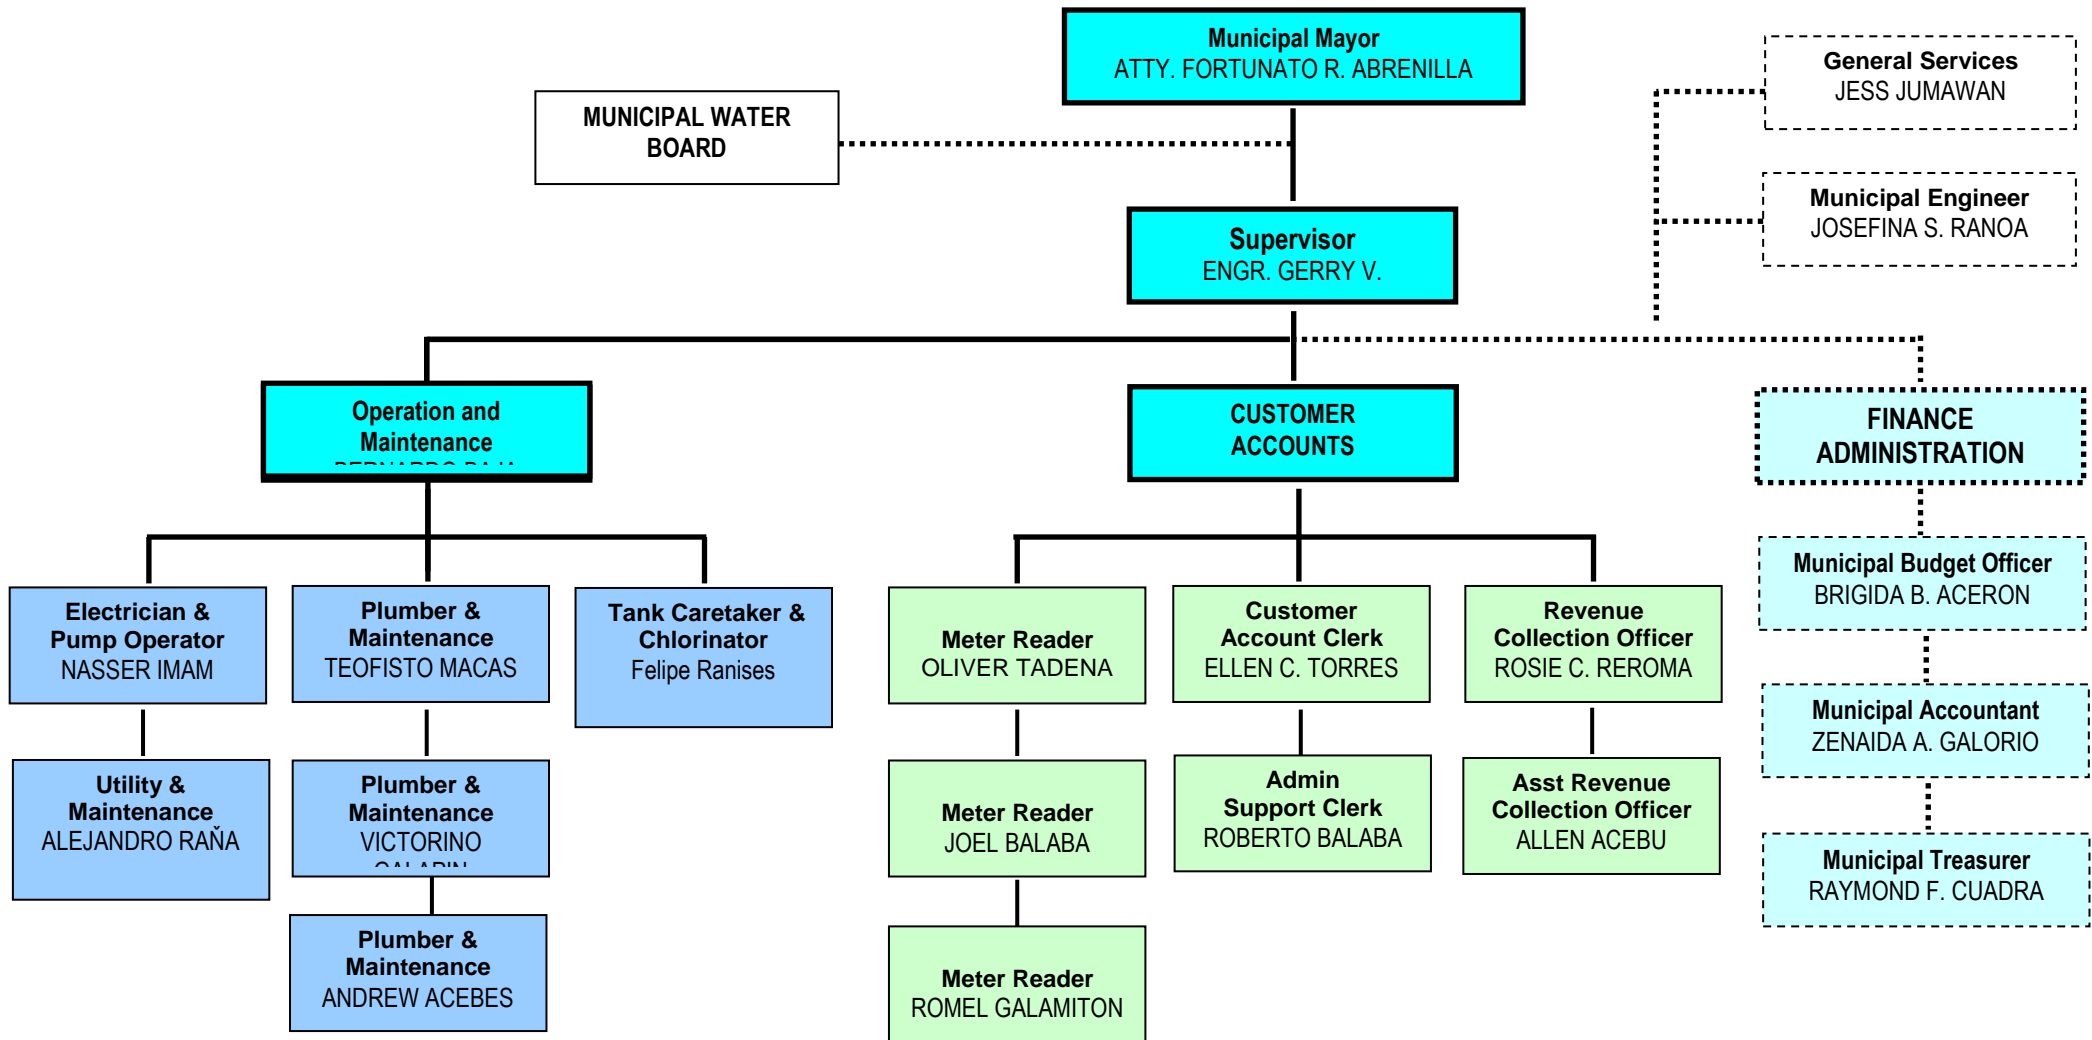 Municipal Mayor
ATTY. FORTUNATO R. ABRENILLA
General Services
JESS JUMAWAN
MUNICIPAL WATER
BOARD
Municipal Engineer
JOSEFINA S. RANOA
Supervisor
ENGR. GERRY V.
Operation and
Maintenance
BERNARDO BAJA
CUSTOMER
ACCOUNTS
FINANCE
ADMINISTRATION
Electrician &
Pump Operator
NASSER IMAM
Plumber &
Maintenance
TEOFISTO MACAS
Tank Caretaker &
Chlorinator
Felipe Ranises
Meter Reader
OLIVER TADENA
Customer
Account Clerk
ELLEN C. TORRES
Revenue
Collection Officer
ROSIE C. REROMA
Municipal Budget Officer
BRIGIDA B. ACERON
Utility &
Maintenance
ALEJANDRO RAŇA
Plumber &
Maintenance
VICTORINO
Meter Reader
JOEL BALABA
Admin
Support Clerk
ROBERTO BALABA
Asst Revenue
Collection Officer
ALLEN ACEBU
Municipal Accountant
ZENAIDA A. GALORIO
Municipal Treasurer
RAYMOND F. CUADRA
Plumber &
Maintenance
ANDREW ACEBES
Meter Reader
ROMEL GALAMITON